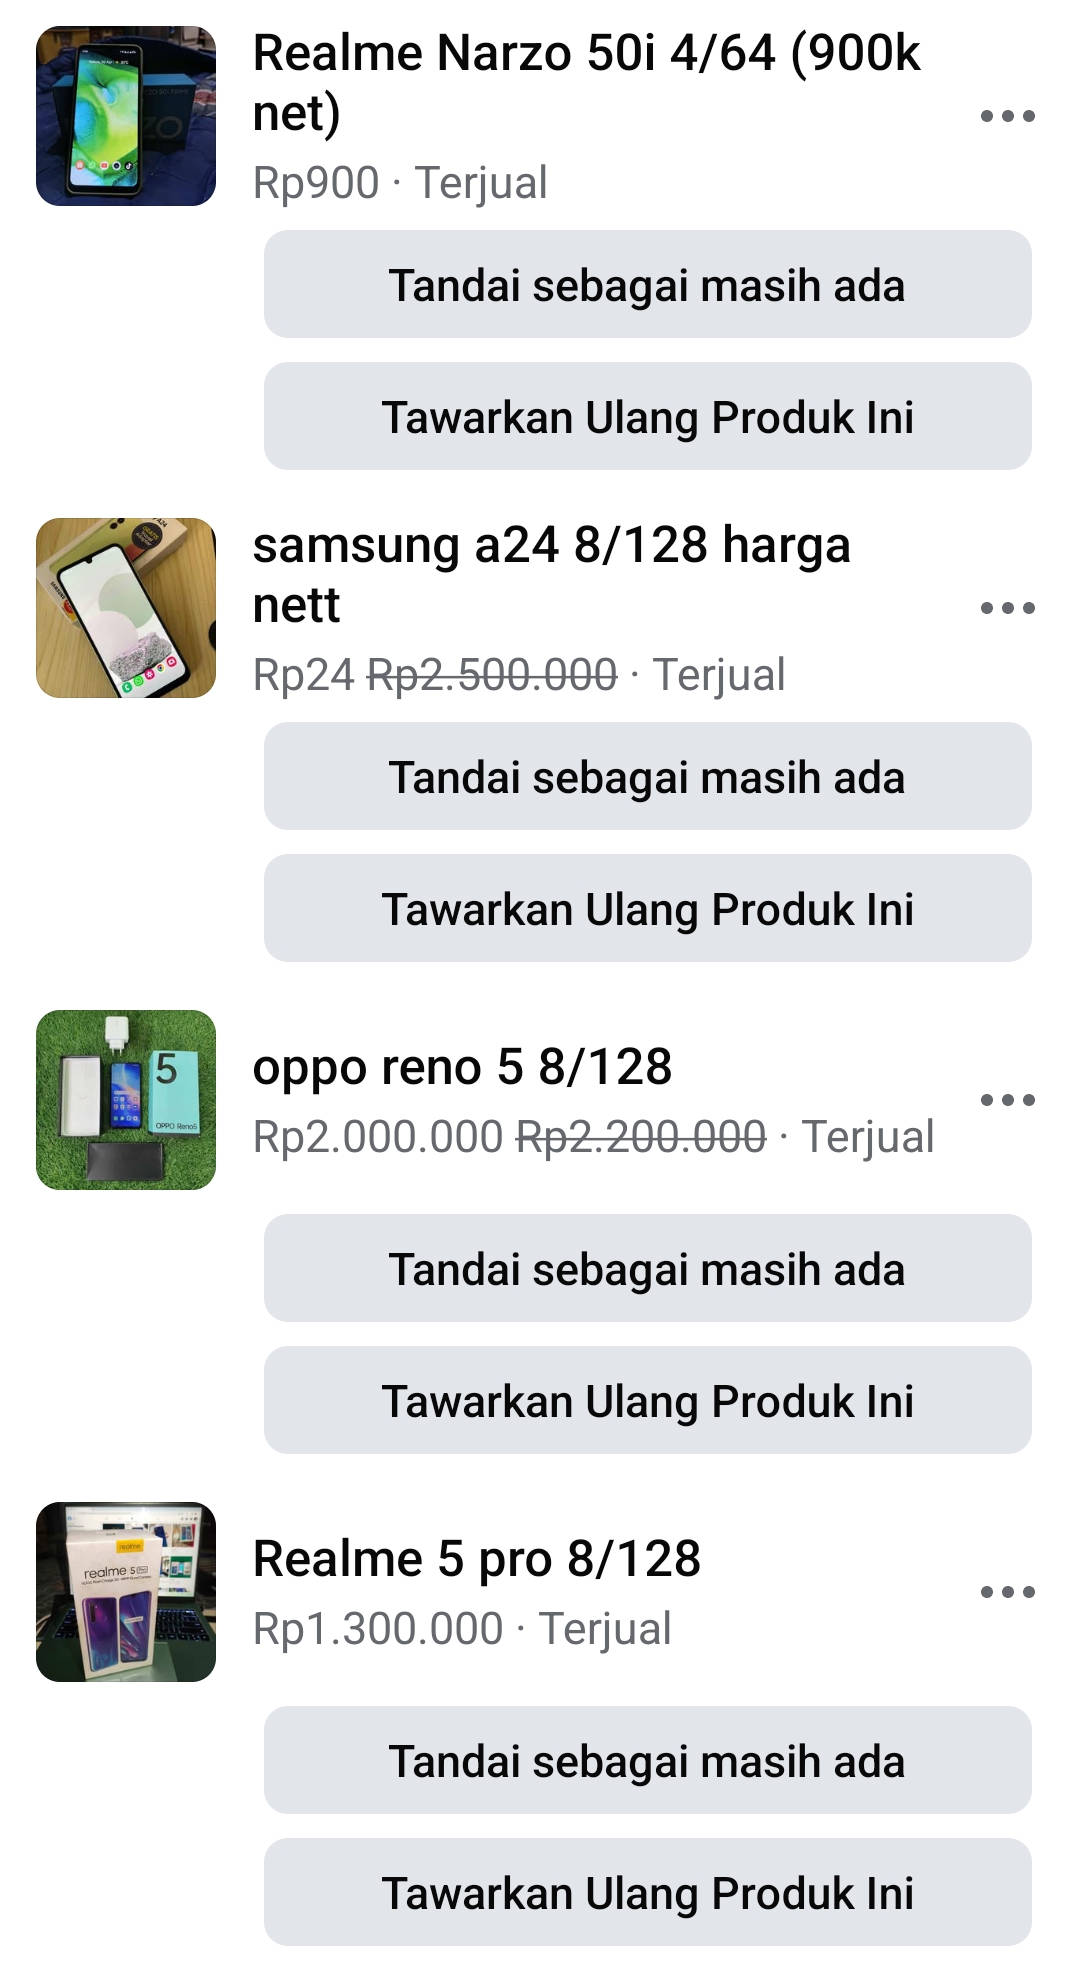 Realme Narzo 50i 4/64 (900k
net)
Rp900 · Terjual
Tandai sebagai masih ada
Tawarkan Ulang Produk Ini
samsung a24 8/128 harga
nett
Rp24 Rp2.500.000 · Terjual
Tandai sebagai masih ada
Tawarkan Ulang Produk Ini
5
OPPO Reno5
oppo reno 5 8/128
Rp2.000.000 Rp2.200.000 · Terjual
Tandai sebagai masih ada
Tawarkan Ulang Produk Ini
realme
realme 5 Pro
Realme 5 pro 8/128
Rp1.300.000 · Terjual
Tandai sebagai masih ada
Tawarkan Ulang Produk Ini